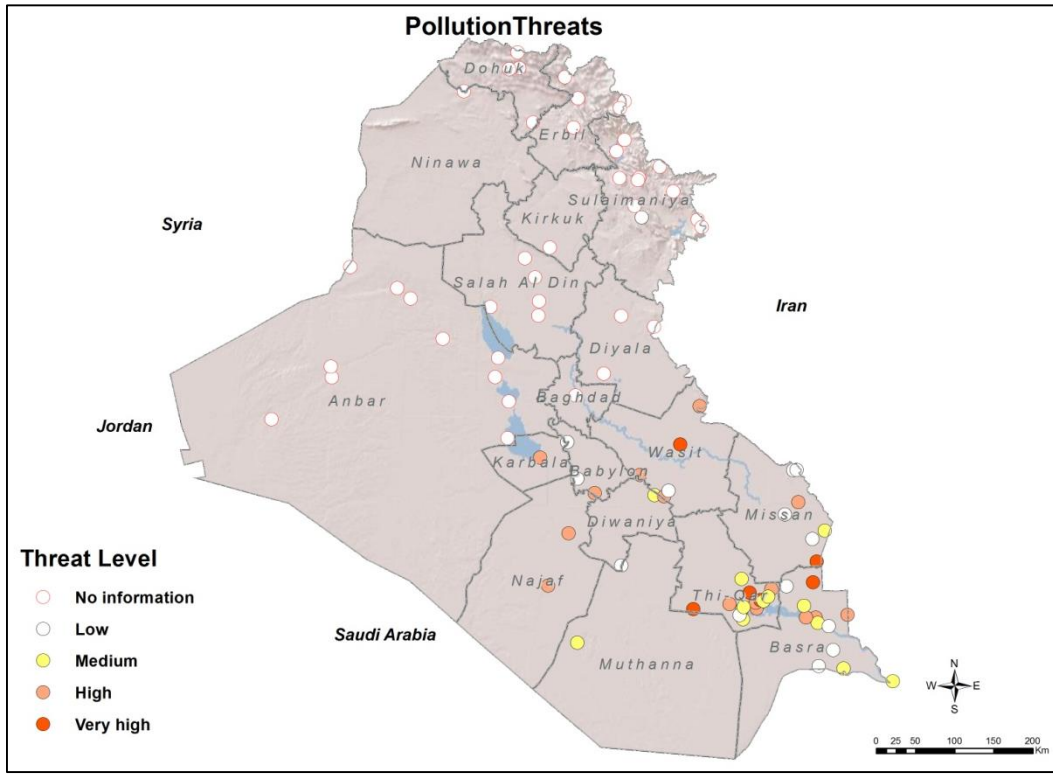 PollutionThreats
Dohuk
Erbil
Ninawa
Sulaimaniya
Kirkuk
Syria
Salah Al Din
Iran
Diyala
Anbar
Baghdad
Jordan
Wasit
Karbala
Babylon
Missan
Diwaniya
Threat Level
Najaf
Thi-Qar
No information
Low
Saudi Arabia
Basra
Muthanna
Medium
High
Very high
N
W E
S
0 25 50 100 150 200
Km